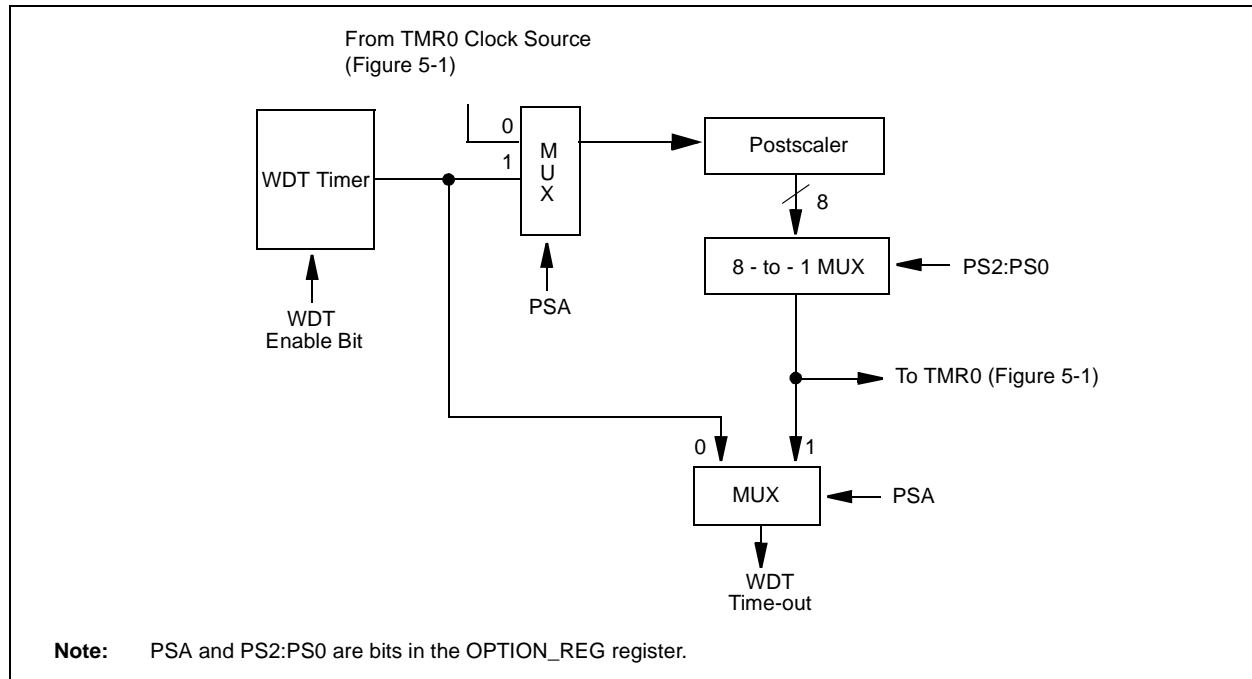 From TMR0 Clock Source
(Figure 5-1)
0
1
M
U
X
WDT Timer
Postscaler
8
8 - to - 1 MUX
PS2:PS0
PSA
WDT
Enable Bit
To TMR0 (Figure 5-1)
0
1
MUX
PSA
WDT
Time-out
Note: PSA and PS2:PS0 are bits in the OPTION_REG register.